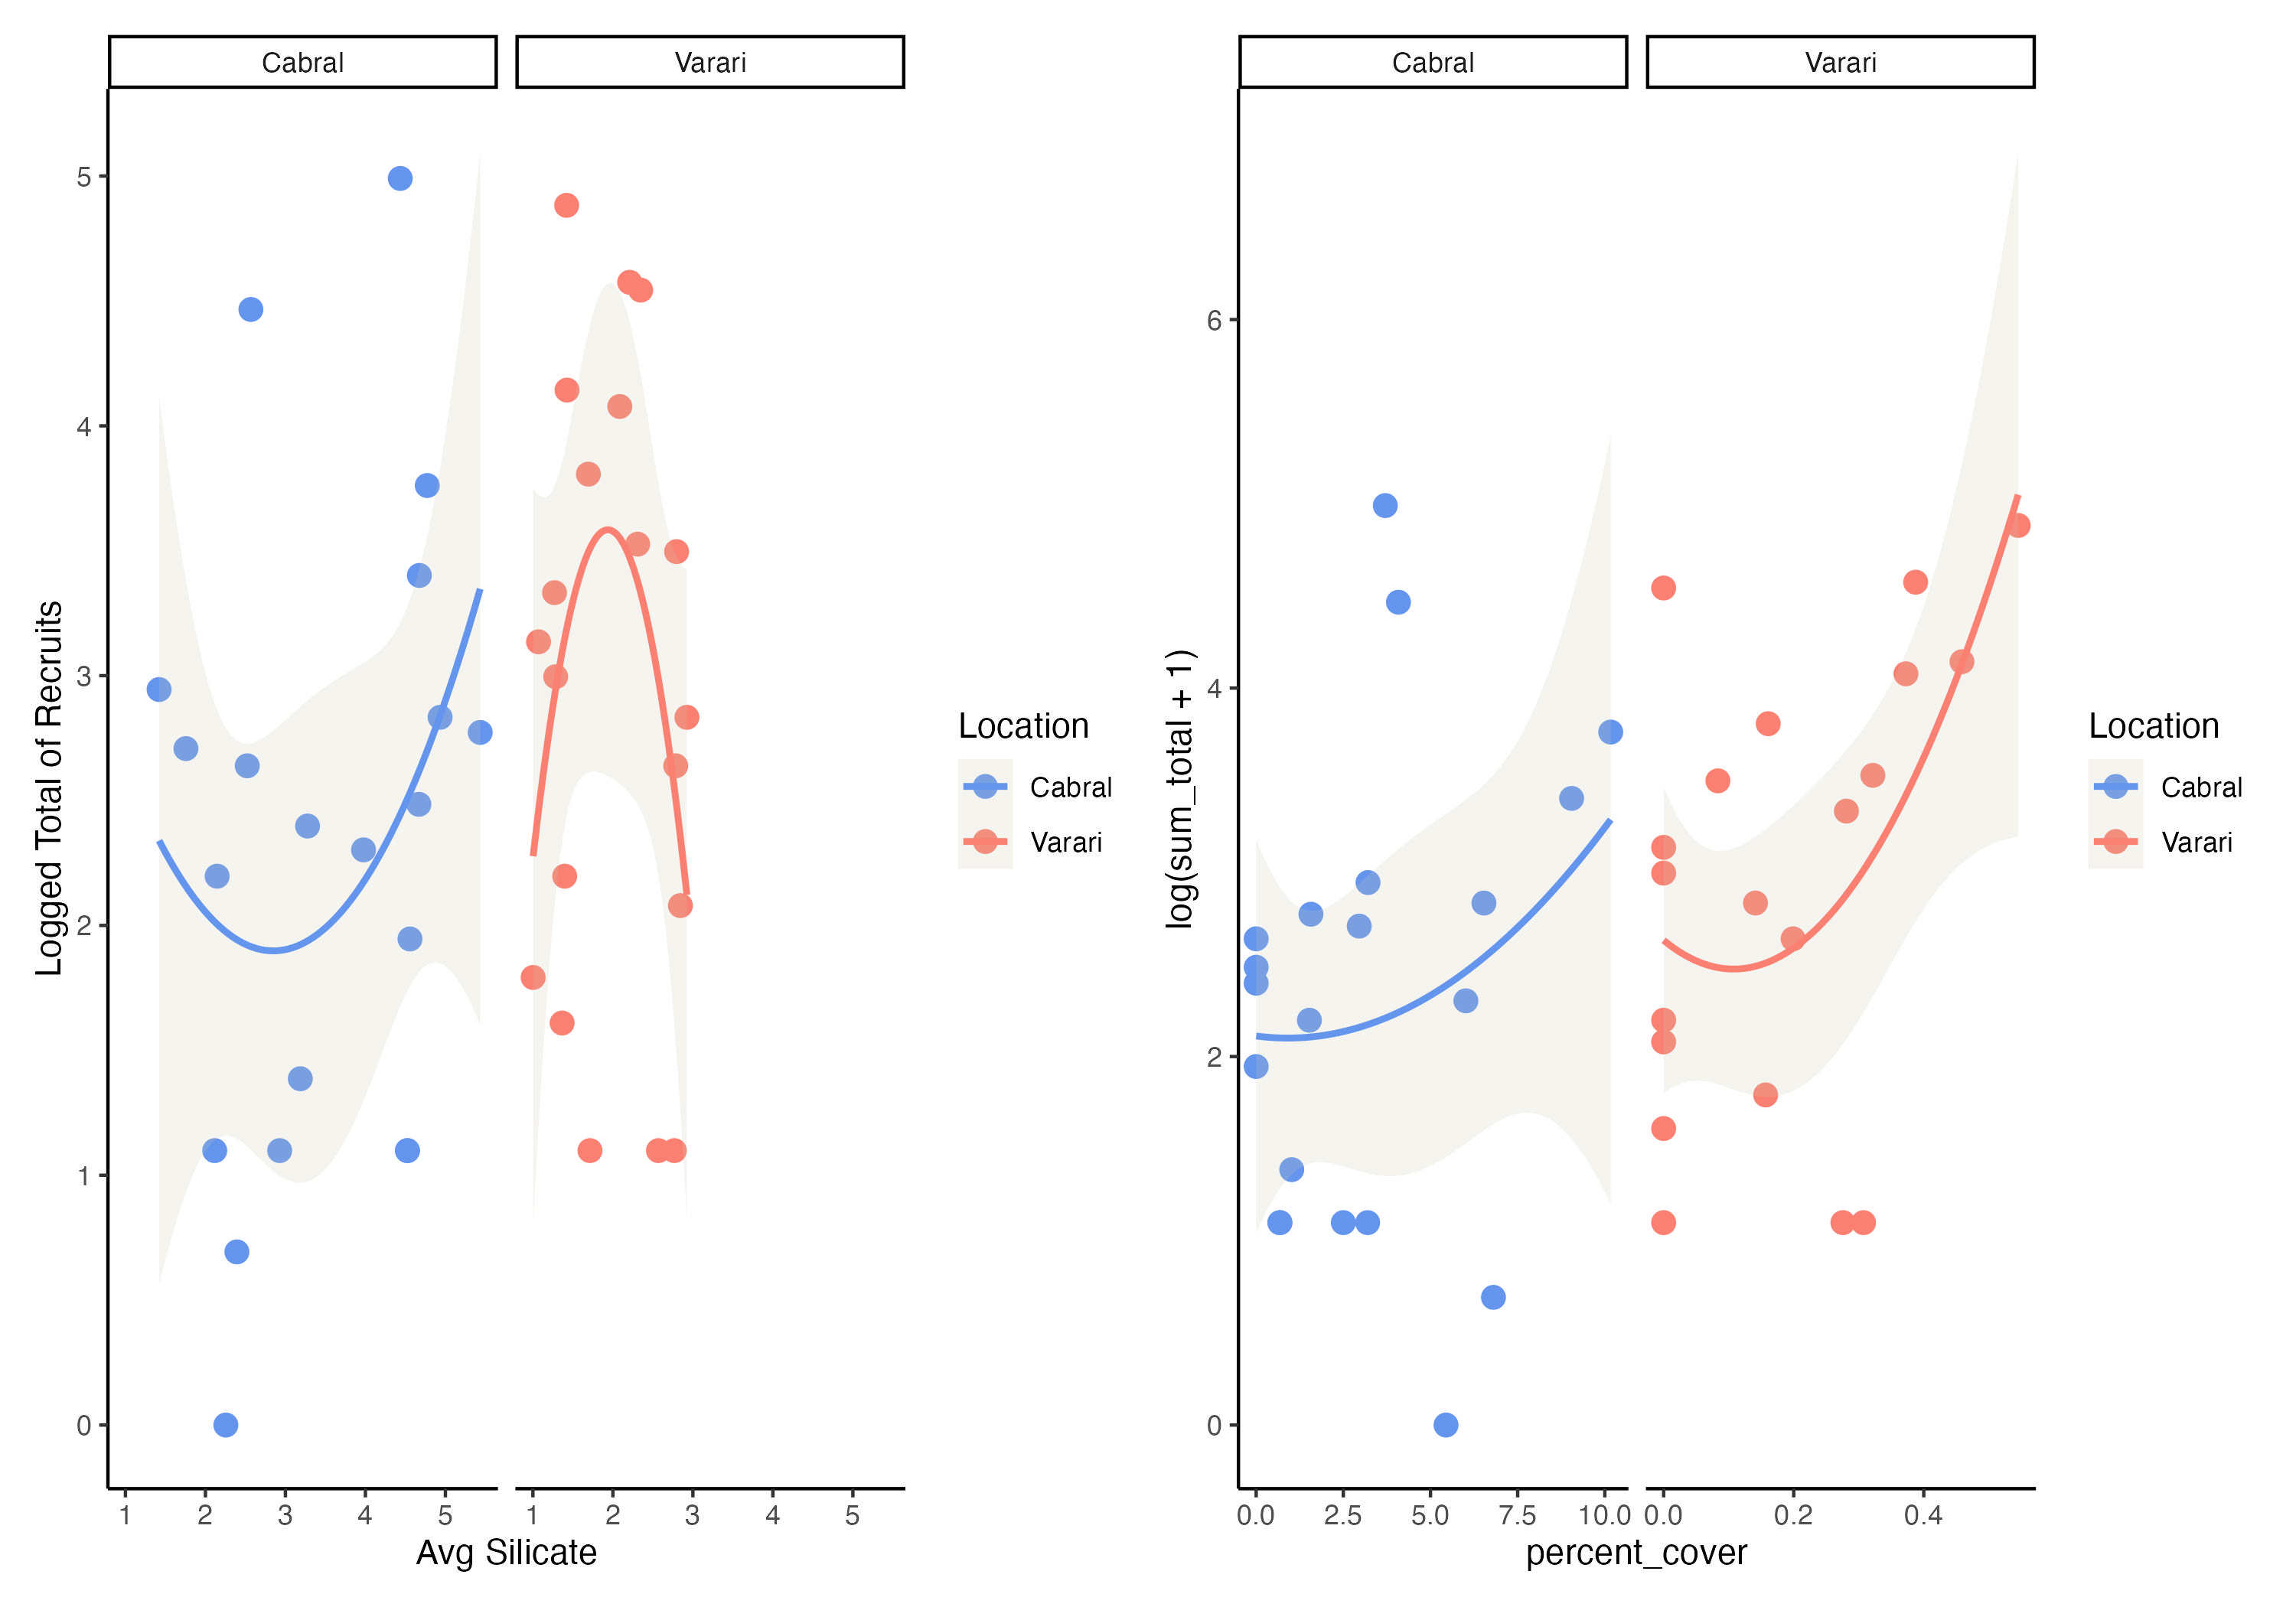 Cabral
Varari
Logged Total of Recruits
5
4
3
2
1
0
1 2 3 4 5
1 2 3 4 5
Avg Silicate
Location
Cabral
Varari
Cabral
Varari
log(sum_total + 1)
6
4
2
0
0.0 2.5 5.0 7.5 10.0
0.0 0.2 0.4
percent_cover
Location
Cabral
Varari